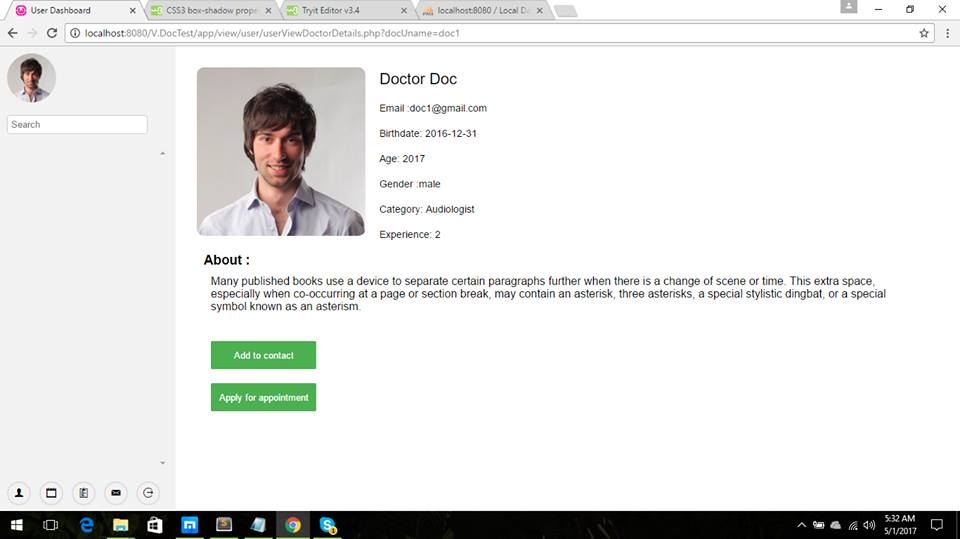 User Dashboard
CSS3 box-shadow prope
Tryit Editor v3.4
localhost:8080 / Local Da
localhost:8080/V.DocTest/app/view/user/userViewDoctorDetails.php?docUname=doc1
Search
Doctor Doc
Email :doc1@gmail.com
Birthdate: 2016-12-31
Age: 2017
Gender :male
Category: Audiologist
Experience: 2
About :
Many published books use a device to separate certain paragraphs further when there is a change of scene or time. This extra space,
especially when co-occurring at a page or section break, may contain an asterisk, three asterisks, a special stylistic dingbat, or a special
symbol known as an asterism.
Add to contact
Apply for appointment
5:32 AM
5/1/2017